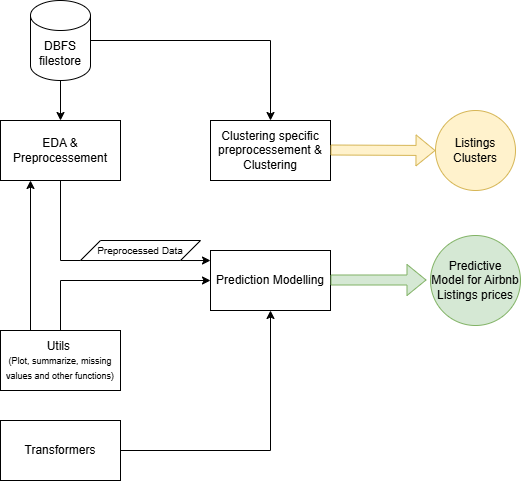 DBFS
filestore
EDA &
Preprocessement
Clustering specific
preprocessement &
Clustering
Listings
Clusters
Preprocessed Data
Prediction Modelling
Predictive
Model for Airbnb
Listings prices
Utils
(Plot, summarize, missing
values and other functions)
Transformers